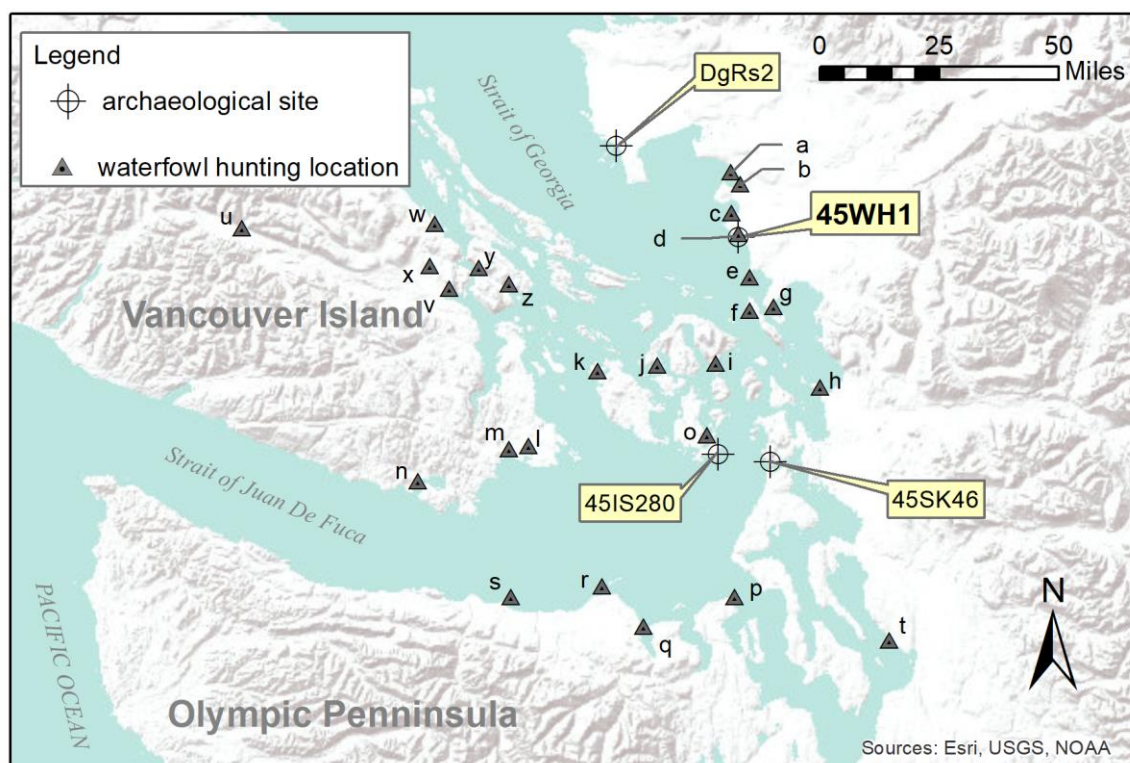 Legend
archaeological site
waterfowl hunting location
0 25 50
Miles
DgRs2
Strait of Georgia
a
b
45WH1
c
d
u
w
x
y
v
z
e
g
f
Vancouver Island
k
j
i
h
m
l
o
n
45IS280
45SK46
Strait of Juan De Fuca
s
r
p
q
t
N
PACIFIC OCEAN
Olympic Penninsula
Sources: Esri, USGS, NOAA